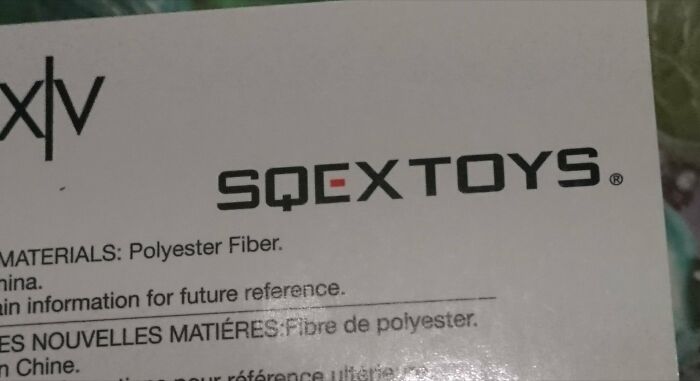 XIV
SQEXTOYS®
MATERIALS: Polyester Fiber.
hina.
ain information for future reference.
ES NOUVELLES MATIÉRES:Fibre de polyester.
n Chine.
pour référence